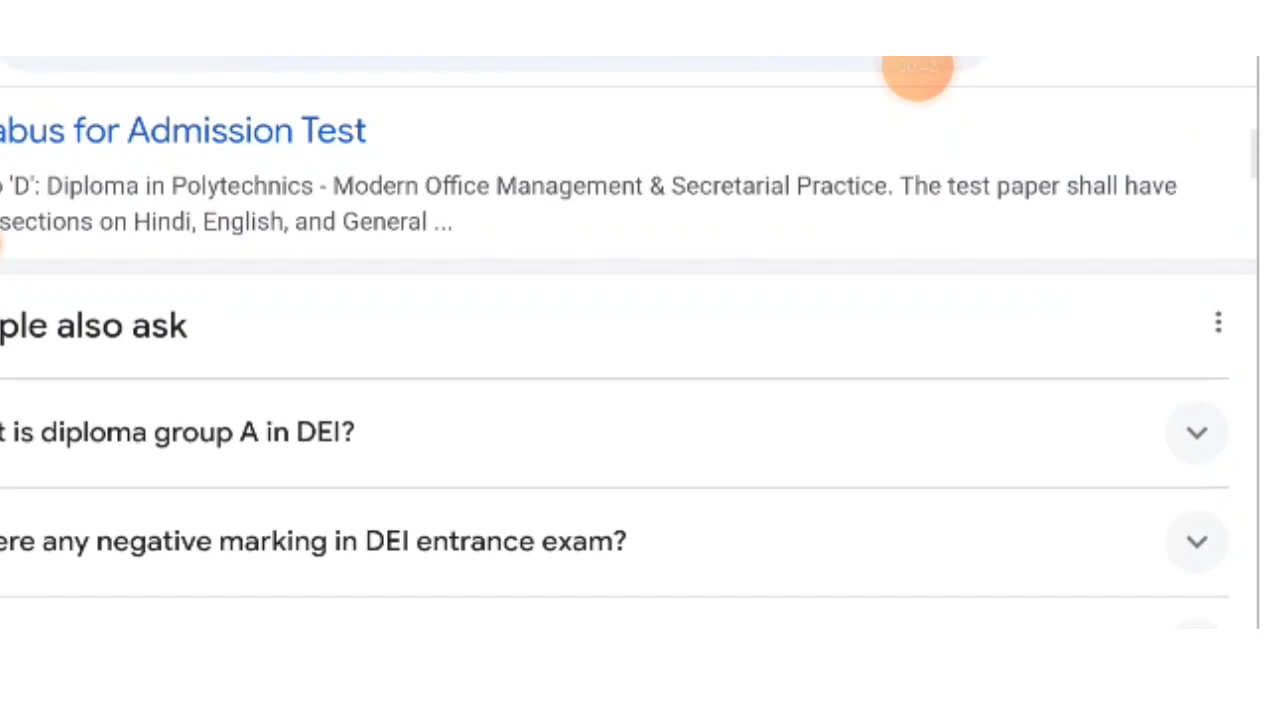 00:42
abus for Admission Test
'D': Diploma in Polytechnics - Modern Office Management & Secretarial Practice. The test paper shall have
sections on Hindi, English, and General ...
ple also ask
t is diploma group A in DEI?
ere any negative marking in DEI entrance exam?